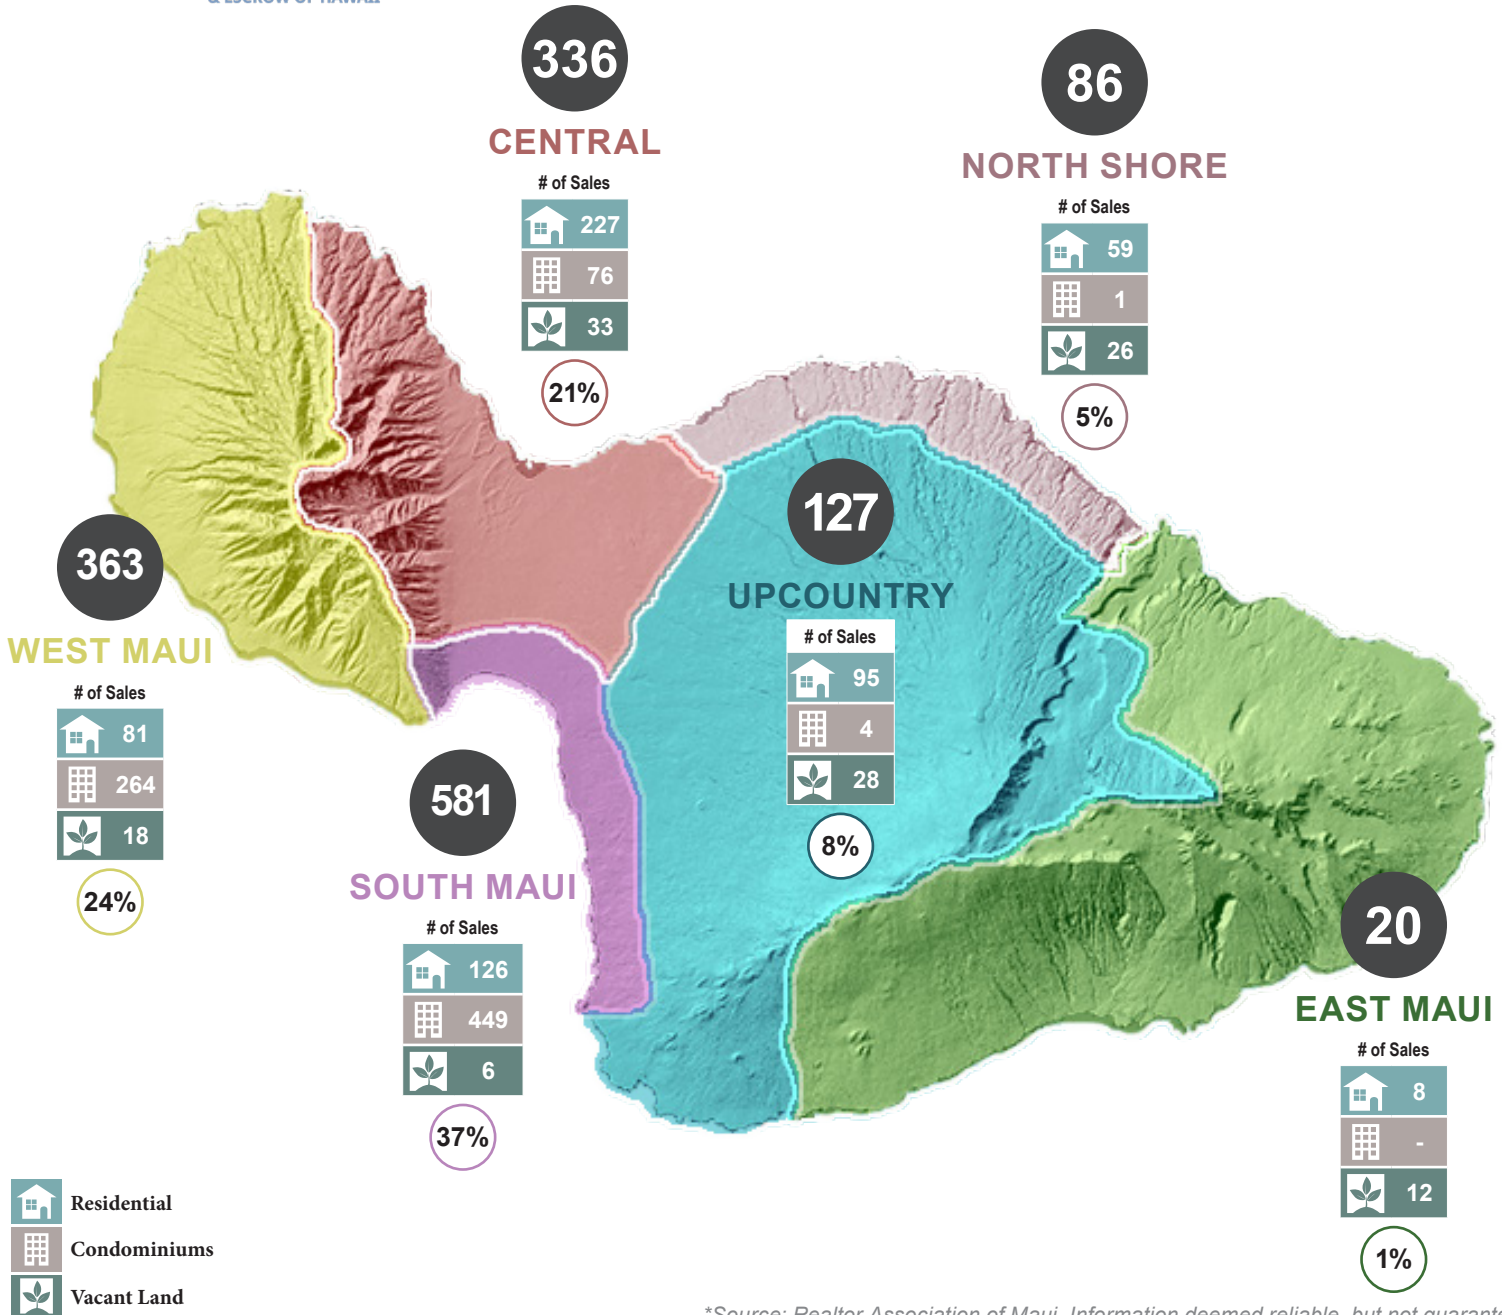 & ESCROW OF HAWAII
336
CENTRAL
# of Sales
227
76
33
21%
86
NORTH SHORE
# of Sales
59
1
26
5%
363
WEST MAUI
# of Sales
81
264
18
24%
127
UPCOUNTRY
# of Sales
95
4
28
8%
581
SOUTH MAUI
# of Sales
126
449
6
37%
20
EAST MAUI
# of Sales
8
-
12
1%
Residential
Condominiums
Vacant Land
*Source: Realtor Association of Maui. Information deemed reliable, but not